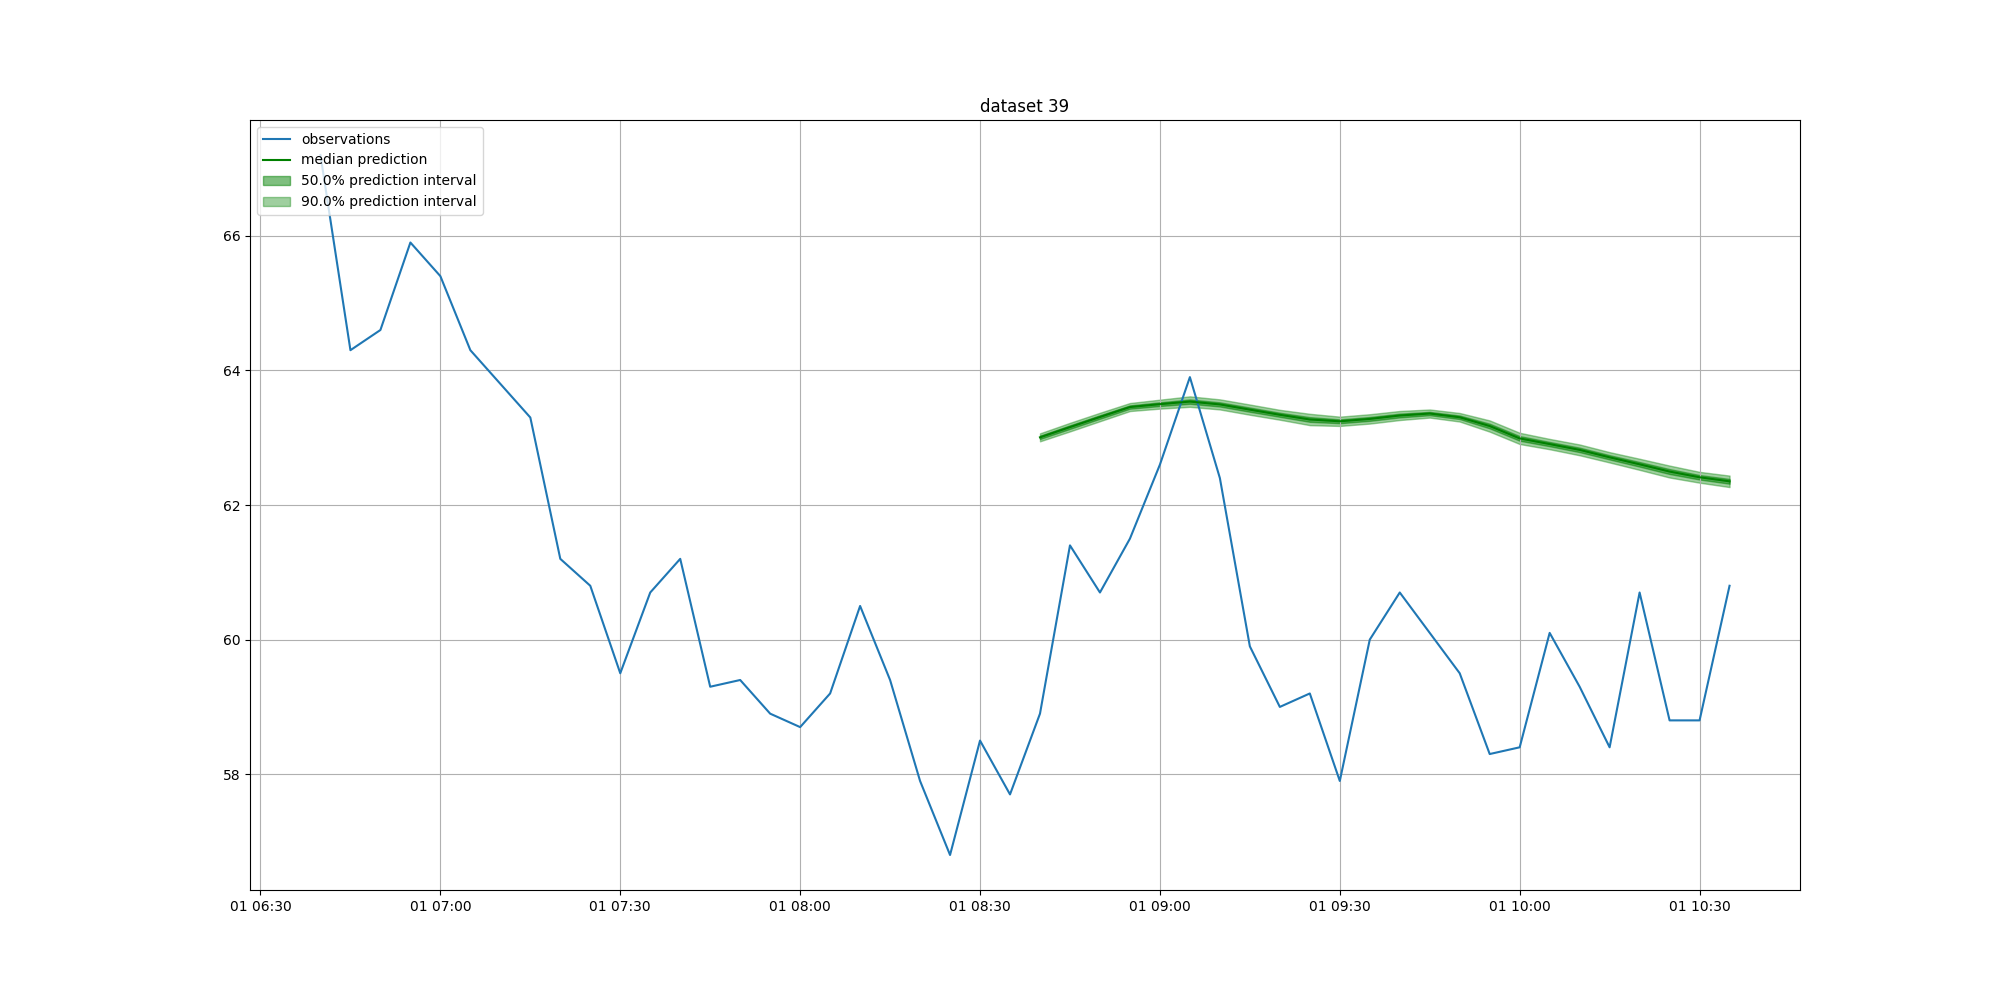 dataset 39
observations
median prediction
50.0% prediction interval
90.0% prediction interval
66
64
62
60
58
01 06:30
01 07:00
01 07:30
01 08:00
01 08:30
01 09:00
01 09:30
01 10:00
01 10:30